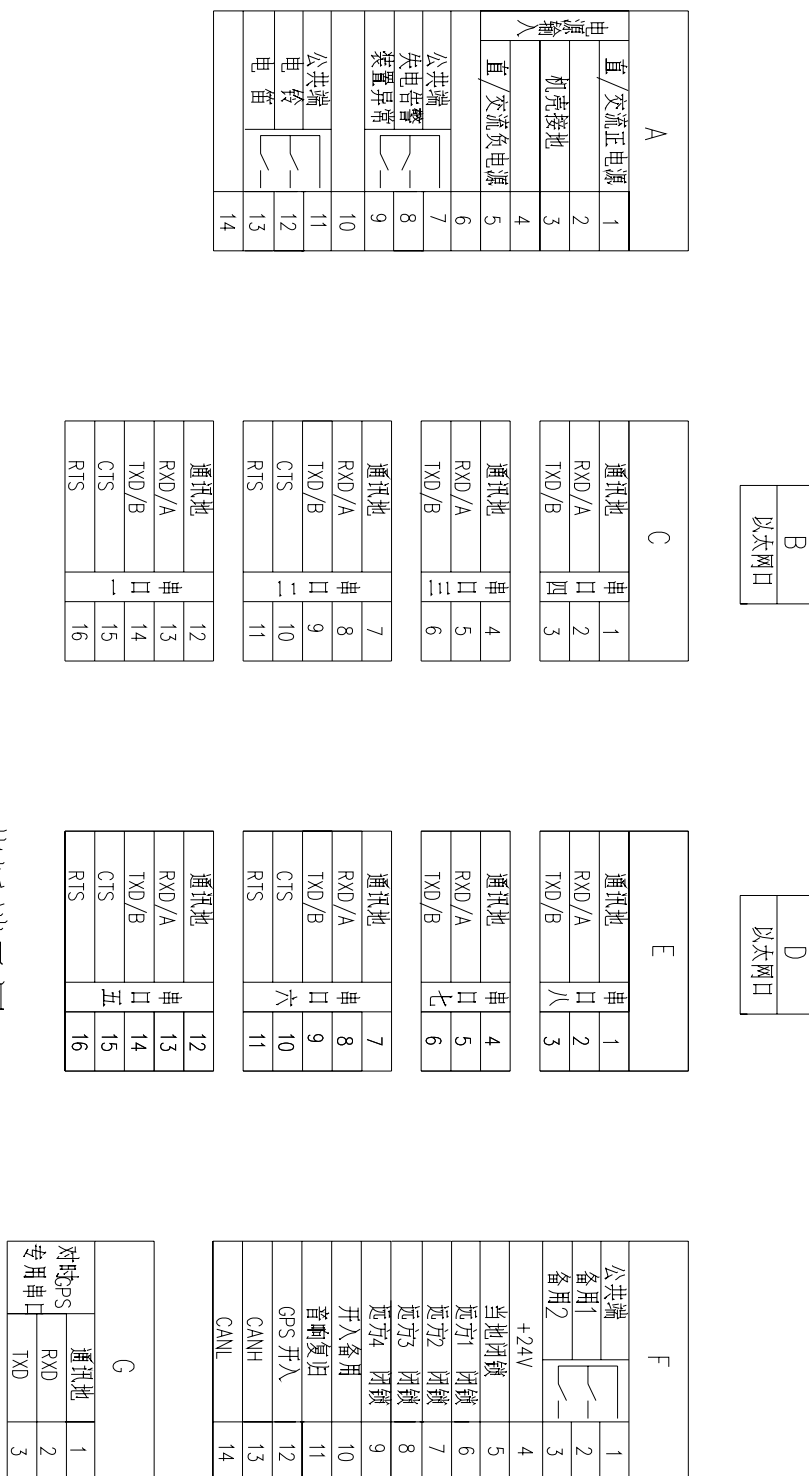 A
电源输入
直/交流正电源 1
2
机壳接地 3
4
直/交流负电源 5
6
公共端 7
失电告警 8
装置异常 9
10
公共端 11
电铃 12
电笛 13
14
B
以太网口
C
串口四
通讯地 1
RXD/A 2
TXD/B 3
串口三
通讯地 4
RXD/A 5
TXD/B 6
串口二
通讯地 7
RXD/A 8
TXD/B 9
CTS 10
RTS 11
串口一
通讯地 12
RXD/A 13
TXD/B 14
CTS 15
RTS 16
D
以太网口
E
串口八
通讯地 1
RXD/A 2
TXD/B 3
串口七
通讯地 4
RXD/A 5
TXD/B 6
串口六
通讯地 7
RXD/A 8
TXD/B 9
CTS 10
RTS 11
串口五
通讯地 12
RXD/A 13
TXD/B 14
CTS 15
RTS 16
F
公共端 1
备用1 2
备用2 3
+24V 4
当地闭锁 5
远方1 闭锁 6
远方2 闭锁 7
远方3 闭锁 8
远方4 闭锁 9
开入备用 10
音响复归 11
GPS 开入 12
CANH 13
CANL 14
G
对时GPS
专用串口
通讯地 1
RXD 2
TXD 3